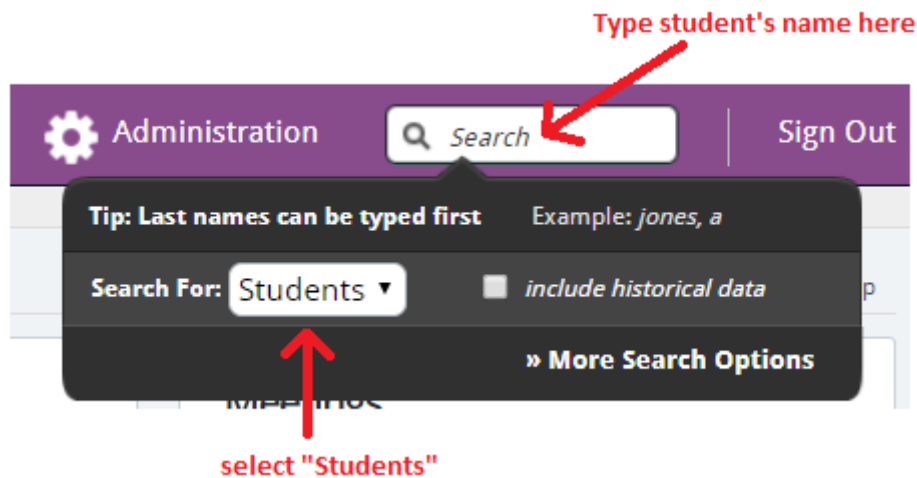 Type student's name here
Administration
Search
Sign Out
Tip: Last names can be typed first Example: jones, a
Search For: Students ▼ include historical data
p
» More Search Options
select "Students"